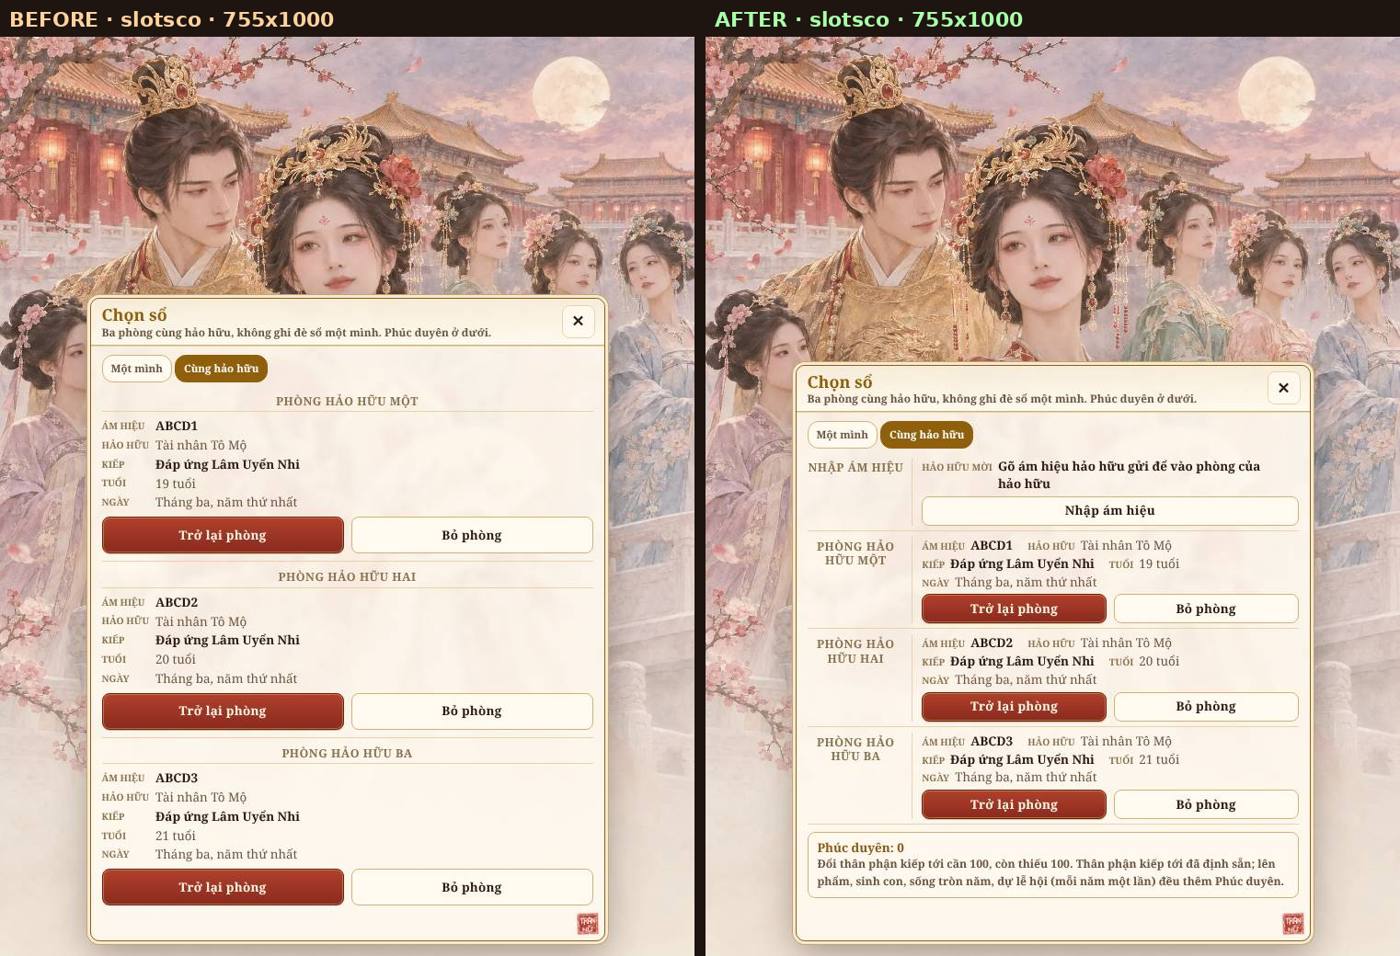 BEFORE · slotsco · 755x1000
Chọn sổ
Ba phòng cùng hảo hữu, không ghi đè sổ một mình. Phúc duyên ở dưới.
×
Một mình
Cùng hảo hữu
PHÒNG HẢO HỮU MỘT
ÁM HIỆU ABCD1
HẢO HỮU Tài nhân Tô Mộ
KIẾP Đáp ứng Lâm Uyển Nhi
TUỔI 19 tuổi
NGÀY Tháng ba, năm thứ nhất
Trở lại phòng
Bỏ phòng
PHÒNG HẢO HỮU HAI
ÁM HIỆU ABCD2
HẢO HỮU Tài nhân Tô Mộ
KIẾP Đáp ứng Lâm Uyển Nhi
TUỔI 20 tuổi
NGÀY Tháng ba, năm thứ nhất
Trở lại phòng
Bỏ phòng
PHÒNG HẢO HỮU BA
ÁM HIỆU ABCD3
HẢO HỮU Tài nhân Tô Mộ
KIẾP Đáp ứng Lâm Uyển Nhi
TUỔI 21 tuổi
NGÀY Tháng ba, năm thứ nhất
Trở lại phòng
Bỏ phòng
AFTER · slotsco · 755x1000
Chọn sổ
Ba phòng cùng hảo hữu, không ghi đè sổ một mình. Phúc duyên ở dưới.
×
Một mình
Cùng hảo hữu
NHẬP ÁM HIỆU
HẢO HỮU MỜI Gõ ám hiệu hảo hữu gửi để vào phòng của
hảo hữu
Nhập ám hiệu
PHÒNG HẢO
HỮU MỘT
ÁM HIỆU ABCD1 HẢO HỮU Tài nhân Tô Mộ
KIẾP Đáp ứng Lâm Uyển Nhi TUỔI 19 tuổi
NGÀY Tháng ba, năm thứ nhất
Trở lại phòng
Bỏ phòng
PHÒNG HẢO
HỮU HAI
ÁM HIỆU ABCD2 HẢO HỮU Tài nhân Tô Mộ
KIẾP Đáp ứng Lâm Uyển Nhi TUỔI 20 tuổi
NGÀY Tháng ba, năm thứ nhất
Trở lại phòng
Bỏ phòng
PHÒNG HẢO
HỮU BA
ÁM HIỆU ABCD3 HẢO HỮU Tài nhân Tô Mộ
KIẾP Đáp ứng Lâm Uyển Nhi TUỔI 21 tuổi
NGÀY Tháng ba, năm thứ nhất
Trở lại phòng
Bỏ phòng
Phúc duyên: 0
Đổi thân phận kiếp tới cần 100, còn thiếu 100. Thân phận kiếp tới đã định sẵn; lên
phẩm, sinh con, sống tròn năm, dự lễ hội (mỗi năm một lần) đều thêm Phúc duyên.